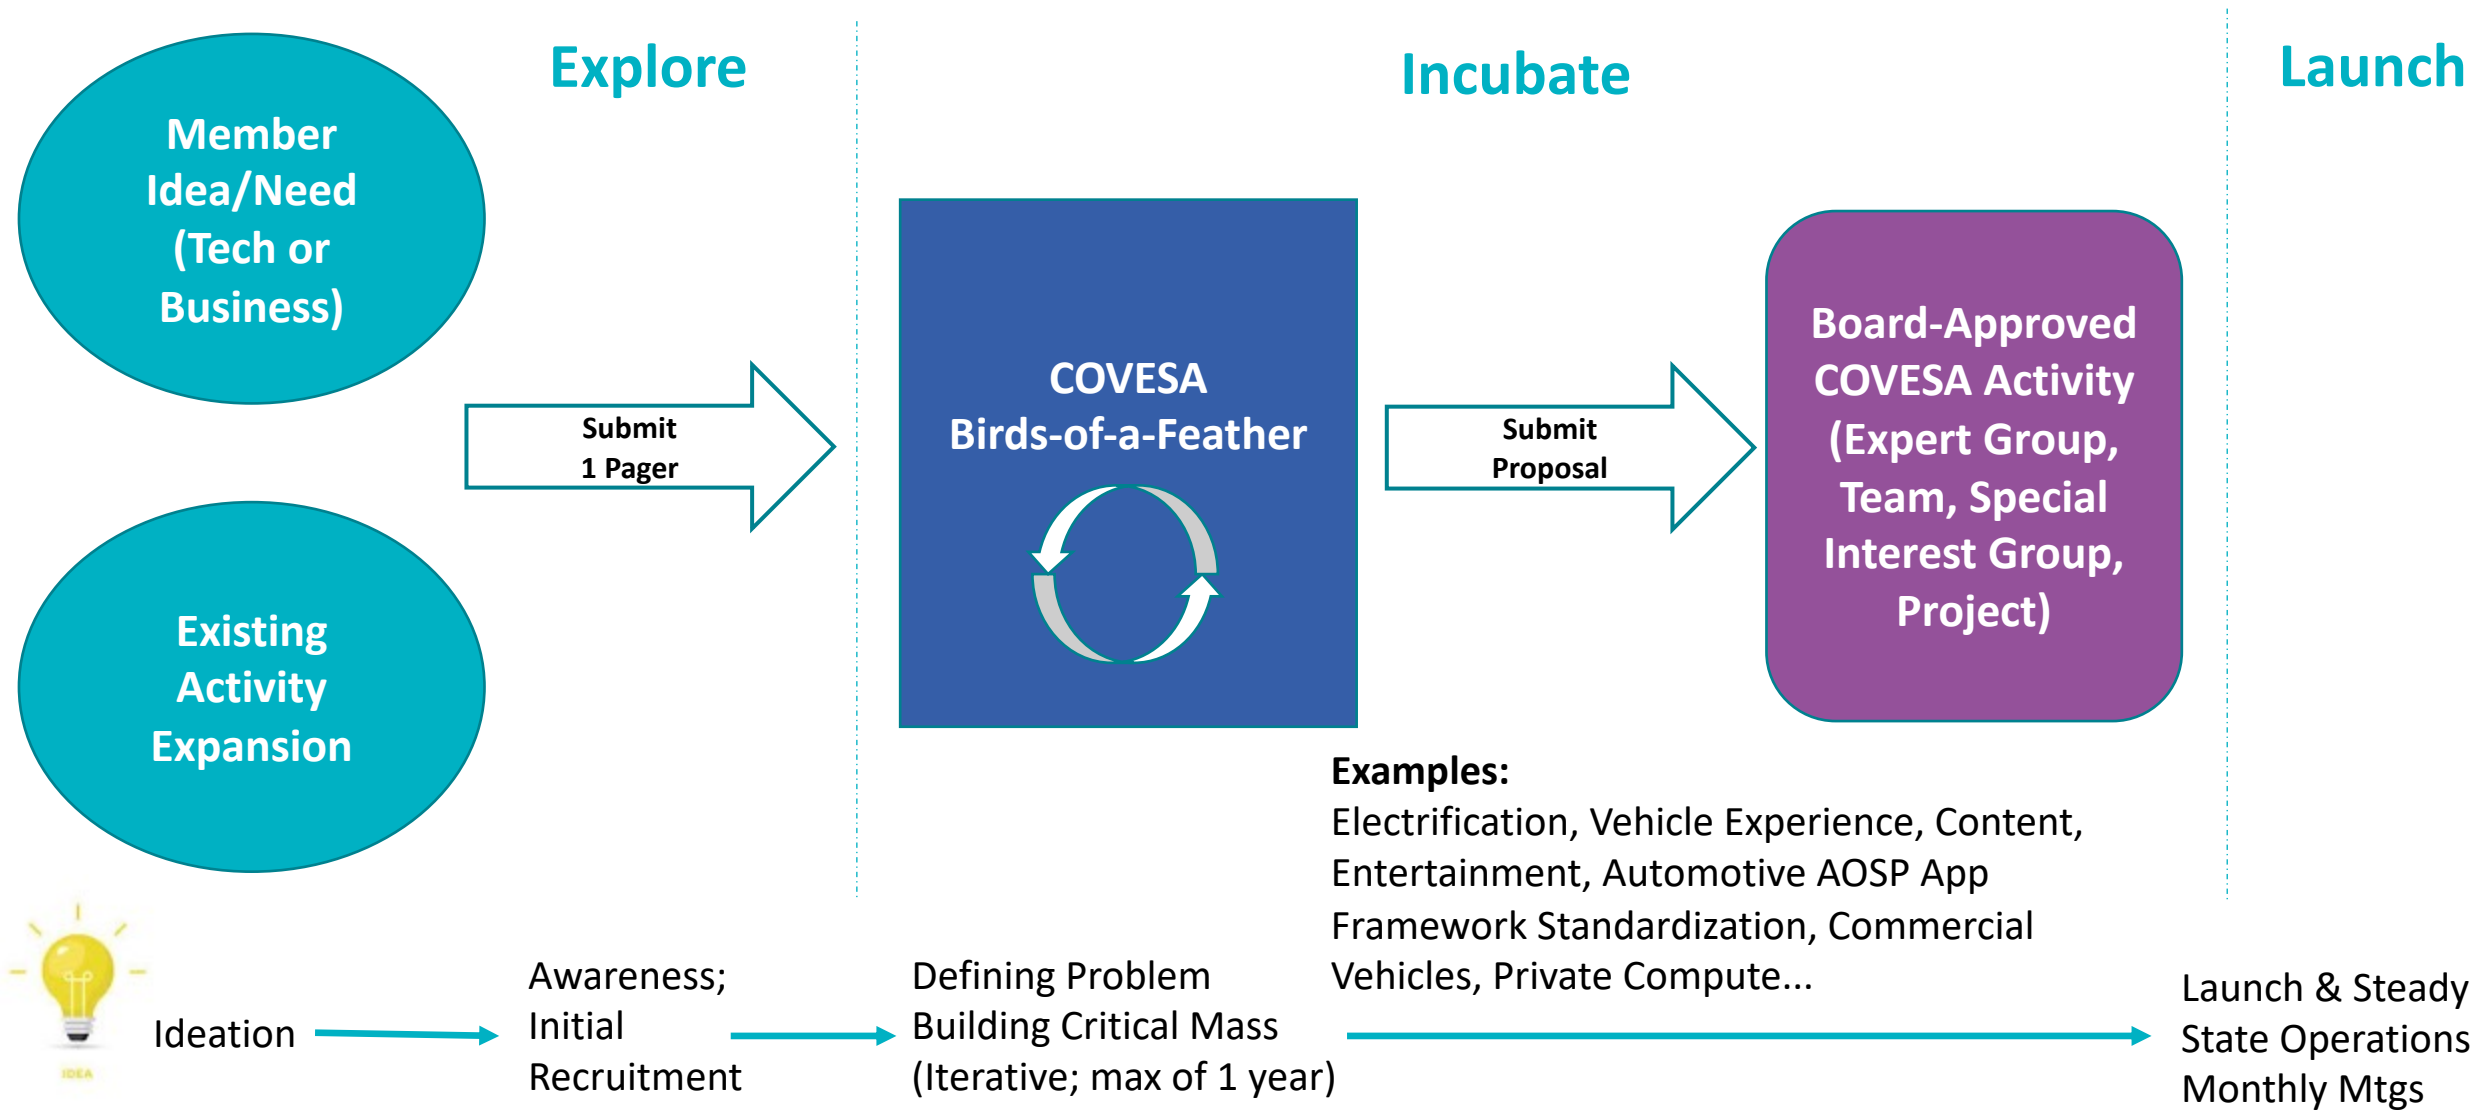 Explore
Incubate
Launch
Member
Idea/Need
(Tech or
Business)
Submit
1 Pager
COVESA
Birds-of-a-Feather
Submit
Proposal
Board-Approved
COVESA Activity
(Expert Group,
Team, Special
Interest Group,
Project)
Existing
Activity
Expansion
Examples:
Electrification, Vehicle Experience, Content,
Entertainment, Automotive AOSP App
Framework Standardization, Commercial
Vehicles, Private Compute...
IDEA
Ideation
Awareness;
Initial
Recruitment
Defining Problem
Building Critical Mass
(Iterative; max of 1 year)
Launch & Steady
State Operations
Monthly Mtgs